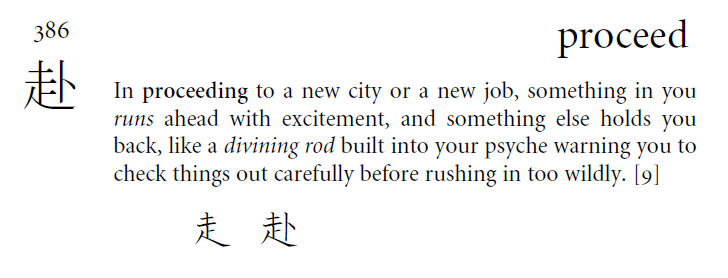 386
proceed
赴
In proceeding to a new city or a new job, something in you
runs ahead with excitement, and something else holds you
back, like a divining rod built into your psyche warning you to
check things out carefully before rushing in too wildly. [9]
走 赴